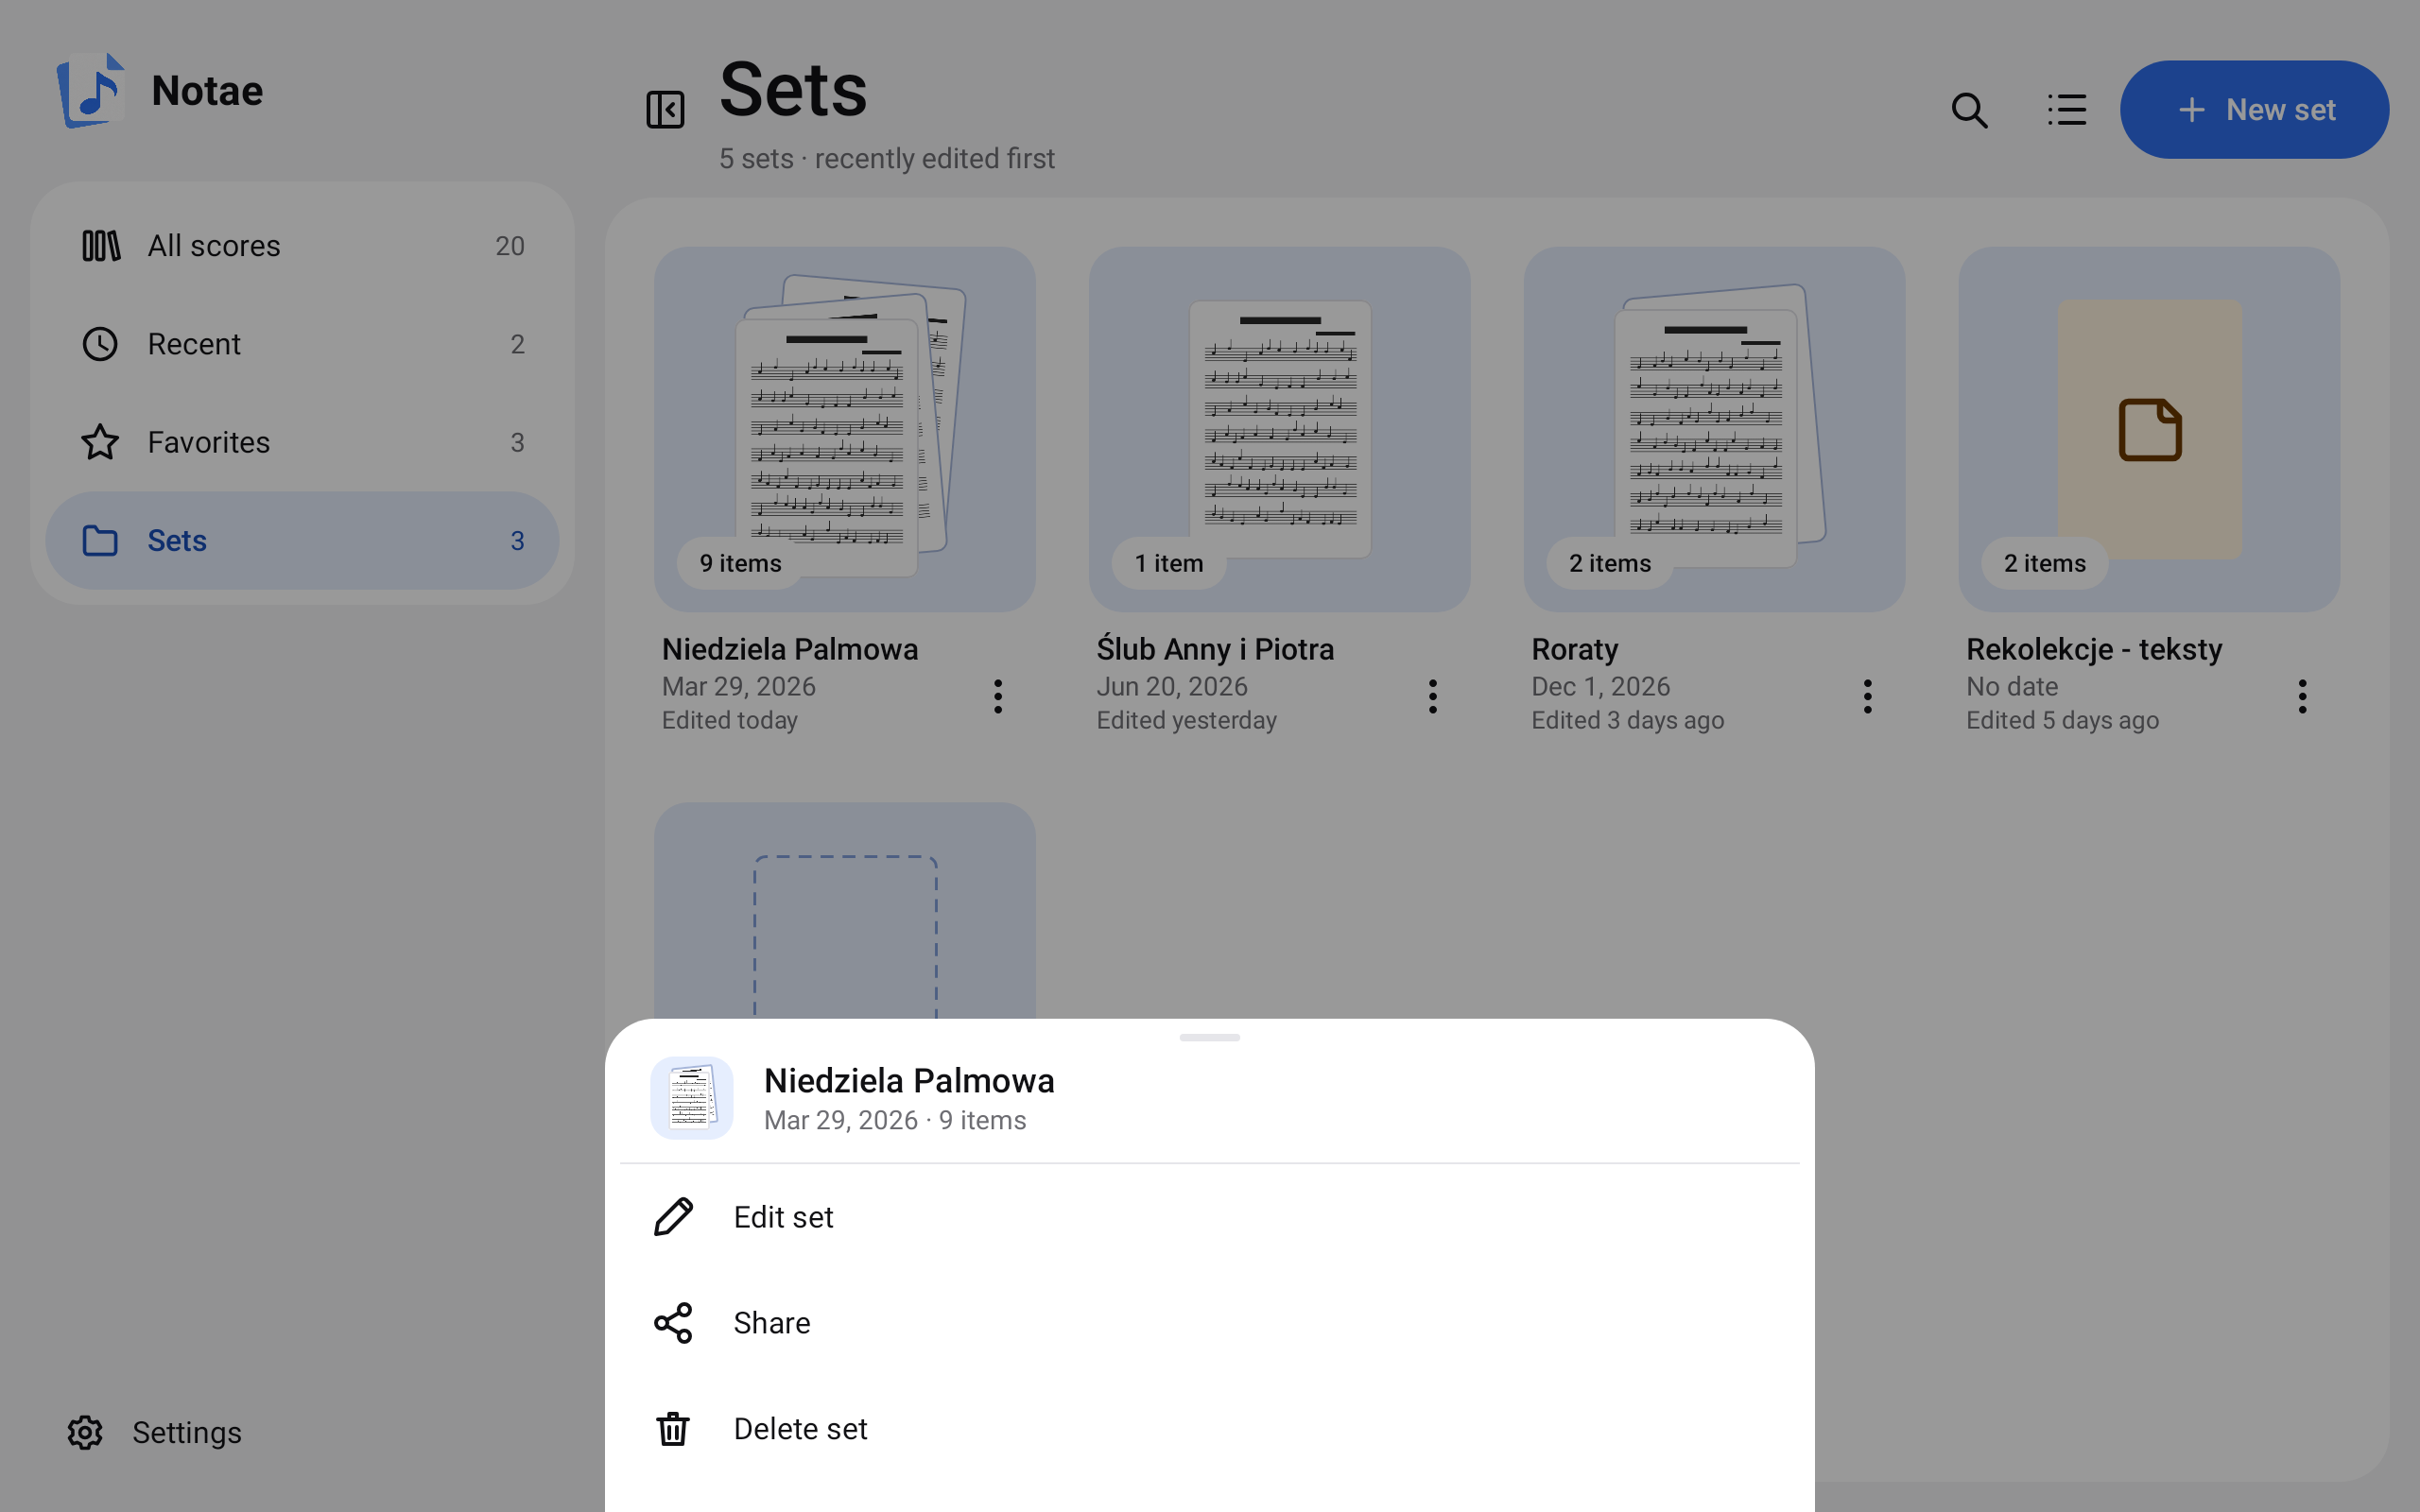 Notae
All scores 20
Recent 2
Favorites 3
Sets 3
Settings
Sets
5 sets · recently edited first
New set
9 items
Niedziela Palmowa
Mar 29, 2026
Edited today
1 item
Ślub Anny i Piotra
Jun 20, 2026
Edited yesterday
2 items
Roraty
Dec 1, 2026
Edited 3 days ago
2 items
Rekolekcje - teksty
No date
Edited 5 days ago
Niedziela Palmowa
Mar 29, 2026 · 9 items
Edit set
Share
Delete set